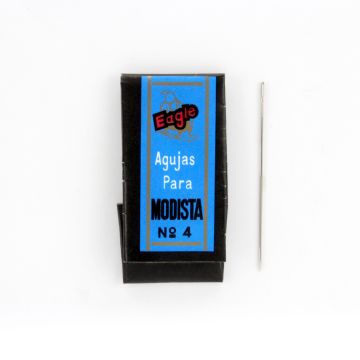 Eagle
Agujas
Para
MODISTA
Nº 4